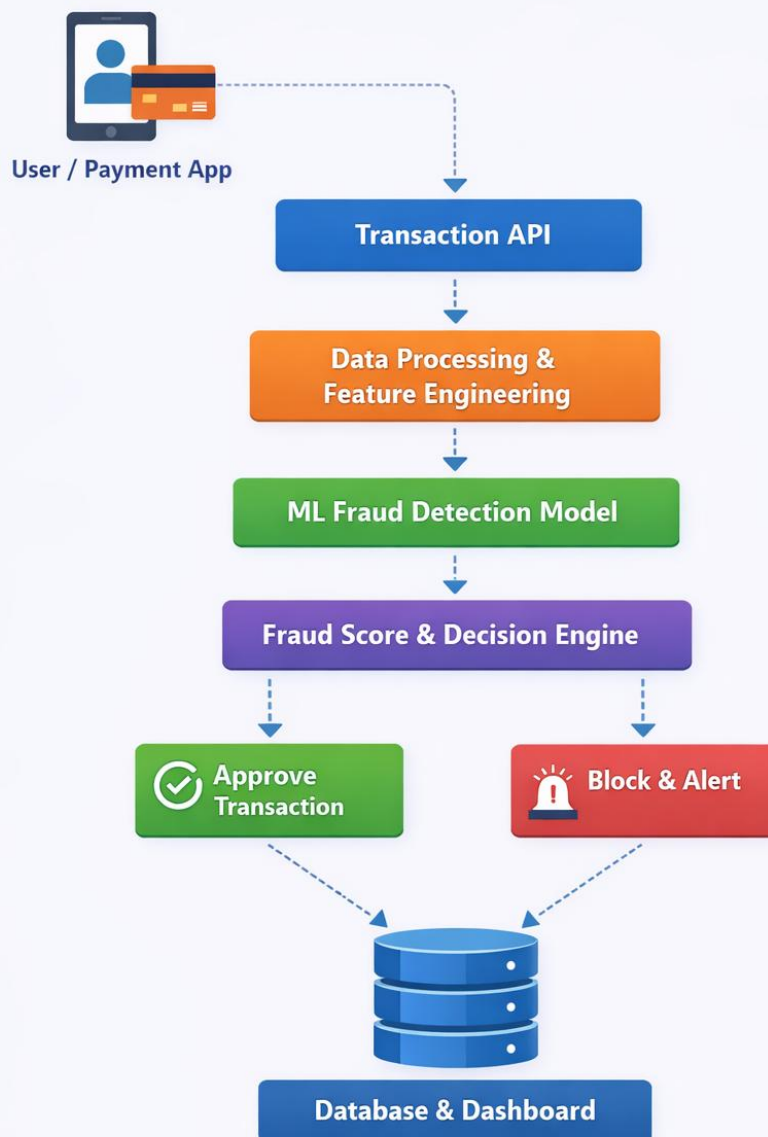 User / Payment App
Transaction API
Data Processing &
Feature Engineering
ML Fraud Detection Model
Fraud Score & Decision Engine
Approve
Transaction
Block & Alert
Database & Dashboard